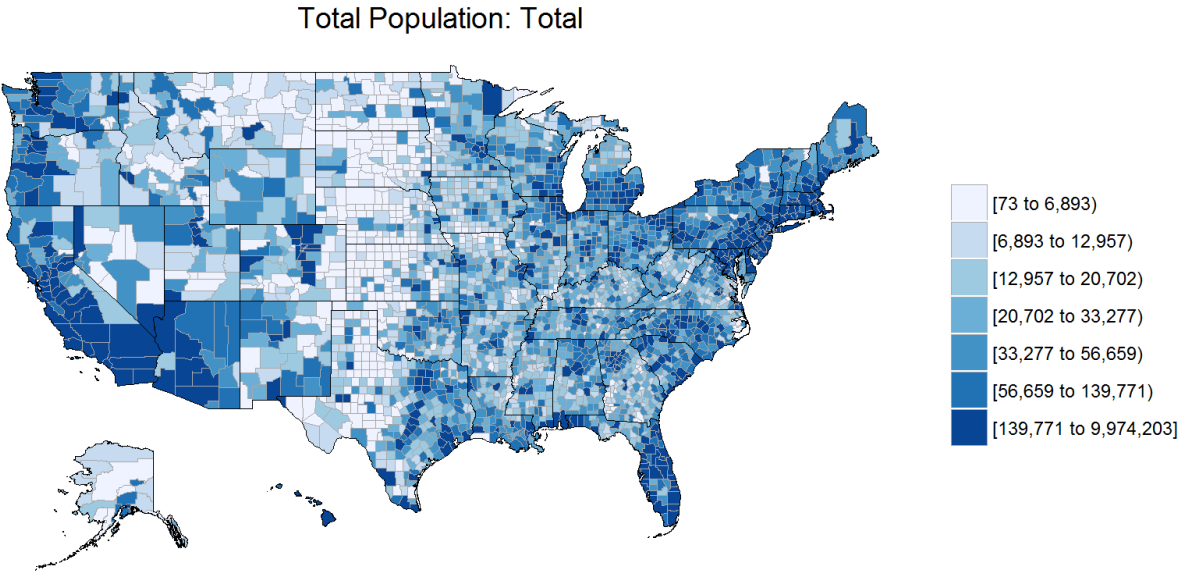 Total Population: Total
[73 to 6,893)
[6,893 to 12,957)
[12,957 to 20,702)
[20,702 to 33,277)
[33,277 to 56,659)
[56,659 to 139,771)
[139,771 to 9,974,203]